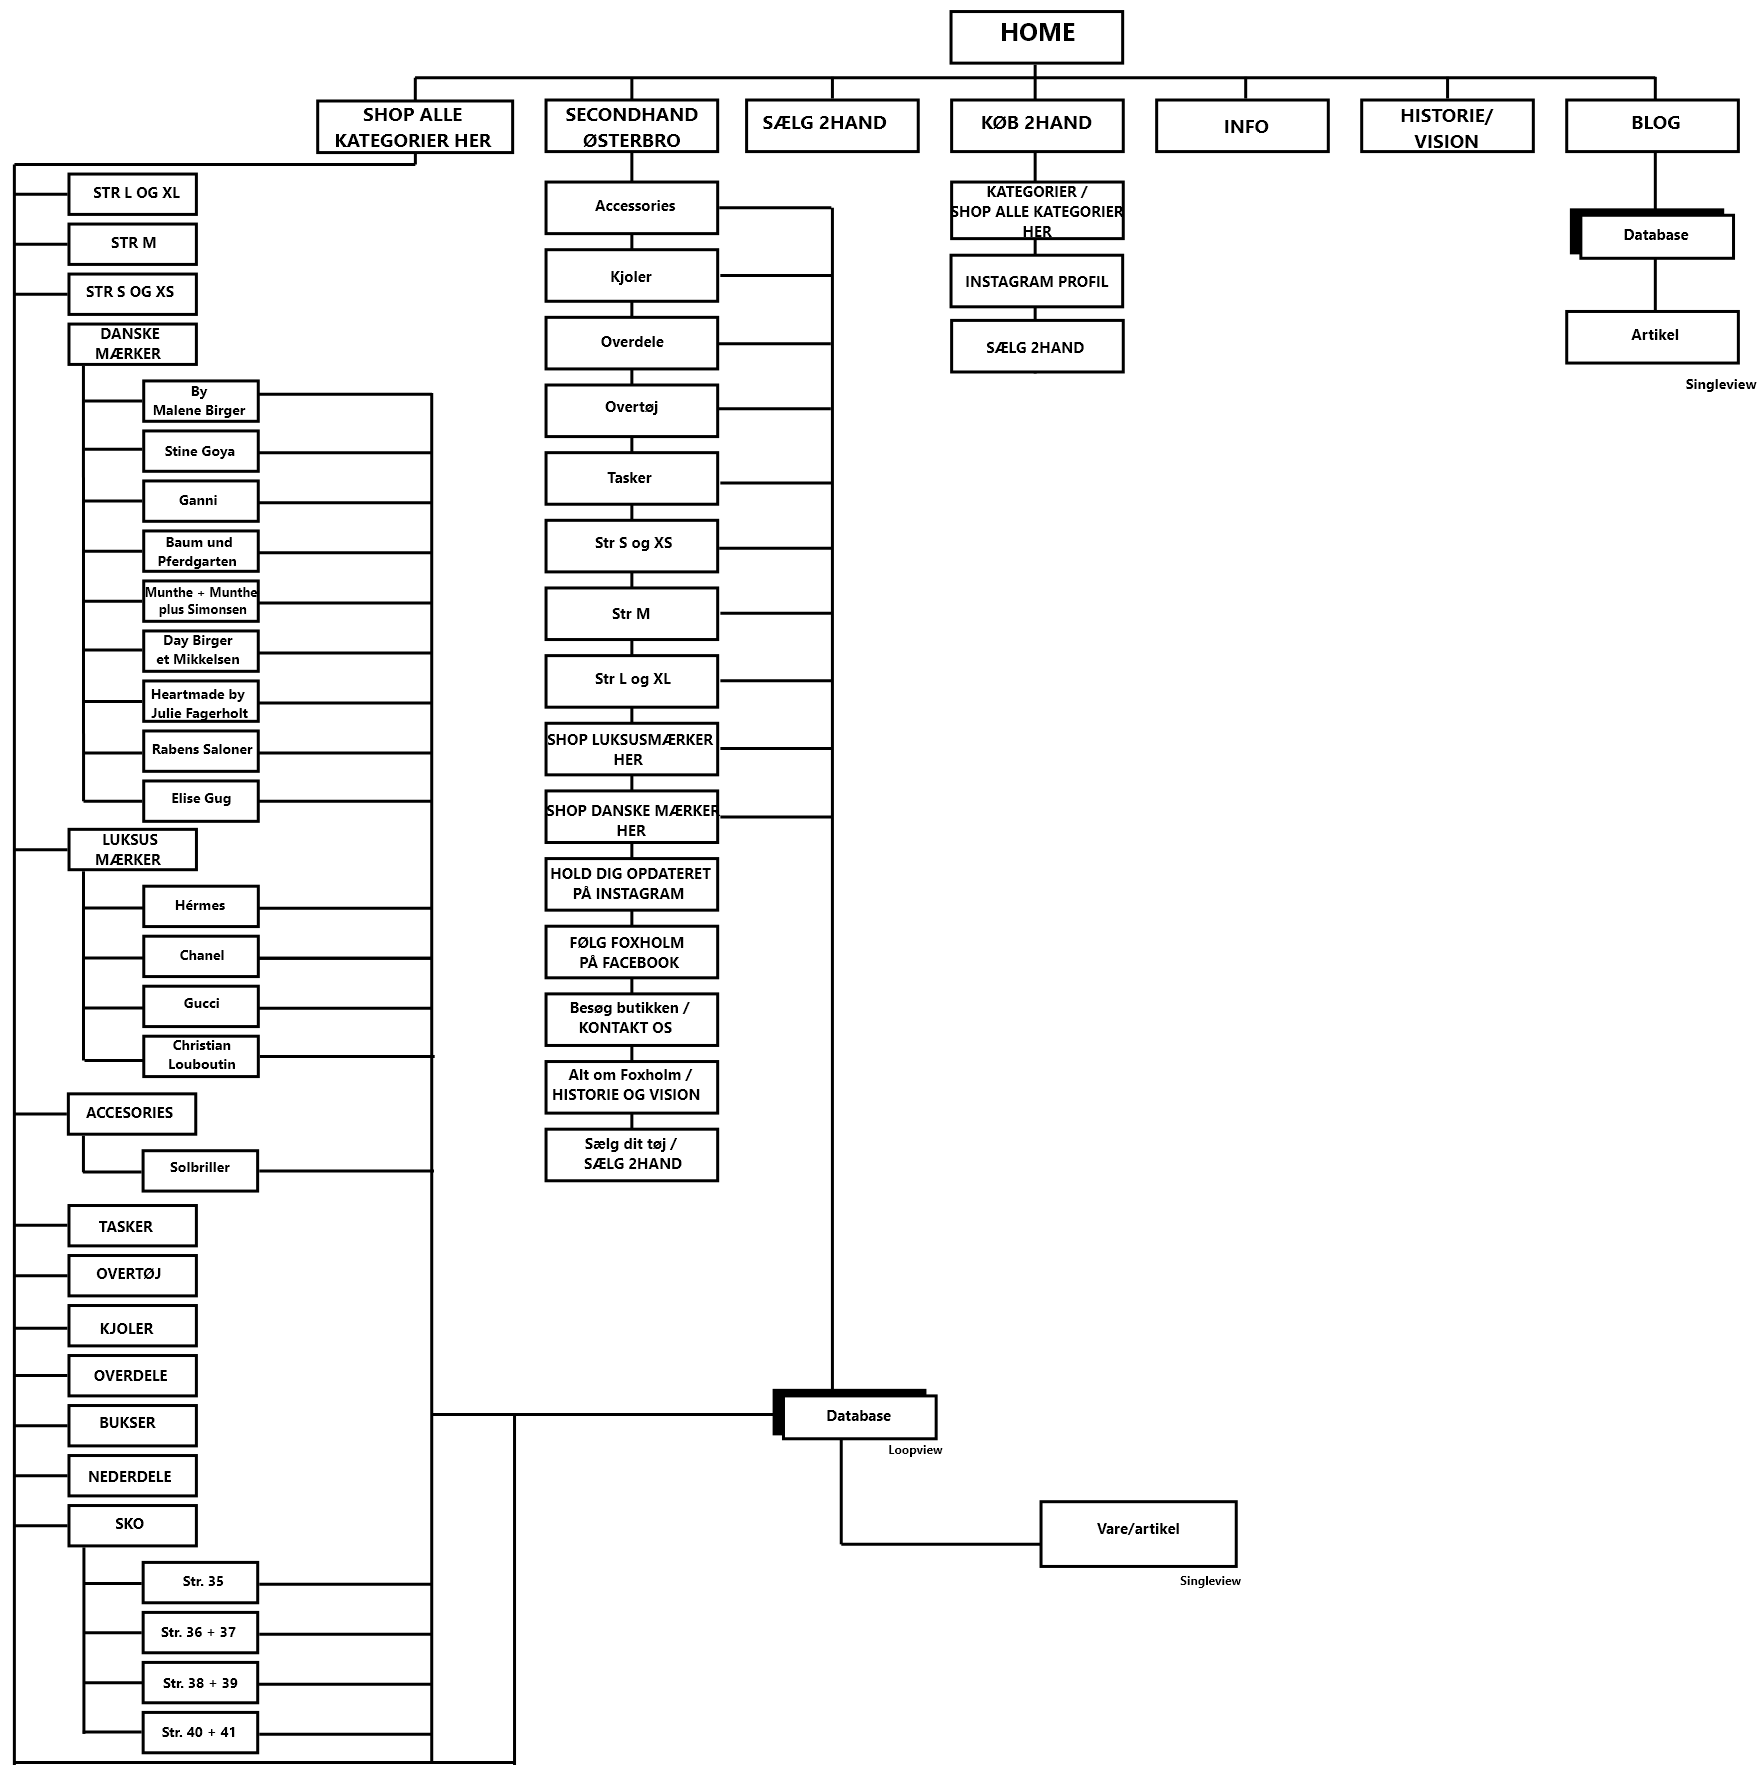 HOME
SHOP ALLE
KATEGORIER HER
SECONDHAND
ØSTERBRO
SÆLG 2HAND
KØB 2HAND
INFO
HISTORIE/
VISION
BLOG
STR L OG XL
STR M
STR S OG XS
DANSKE
MÆRKER
By
Malene Birger
Stine Goya
Ganni
Baum und
Pferdgarten
Munthe + Munthe
plus Simonsen
Day Birger
et Mikkelsen
Heartmade by
Julie Fagerholt
Rabens Saloner
Elise Gug
LUKSUS
MÆRKER
Hérmes
Chanel
Gucci
Christian
Louboutin
ACCESORIES
Solbriller
TASKER
OVERTØJ
KJOLER
OVERDELE
BUKSER
NEDERDELE
SKO
Str. 35
Str. 36 + 37
Str. 38 + 39
Str. 40 + 41
Accessories
Kjoler
Overdele
Overtøj
Tasker
Str S og XS
Str M
Str L og XL
SHOP LUKSUSMÆRKER
HER
SHOP DANSKE MÆRKER
HER
HOLD DIG OPDATERET
PÅ INSTAGRAM
FØLG FOXHOLM
PÅ FACEBOOK
Besøg butikken /
KONTAKT OS
Alt om Foxholm /
HISTORIE OG VISION
Sælg dit tøj /
SÆLG 2HAND
KATEGORIER /
SHOP ALLE KATEGORIER
HER
INSTAGRAM PROFIL
SÆLG 2HAND
Database
Artikel
Singleview
Database
Loopview
Vare/artikel
Singleview